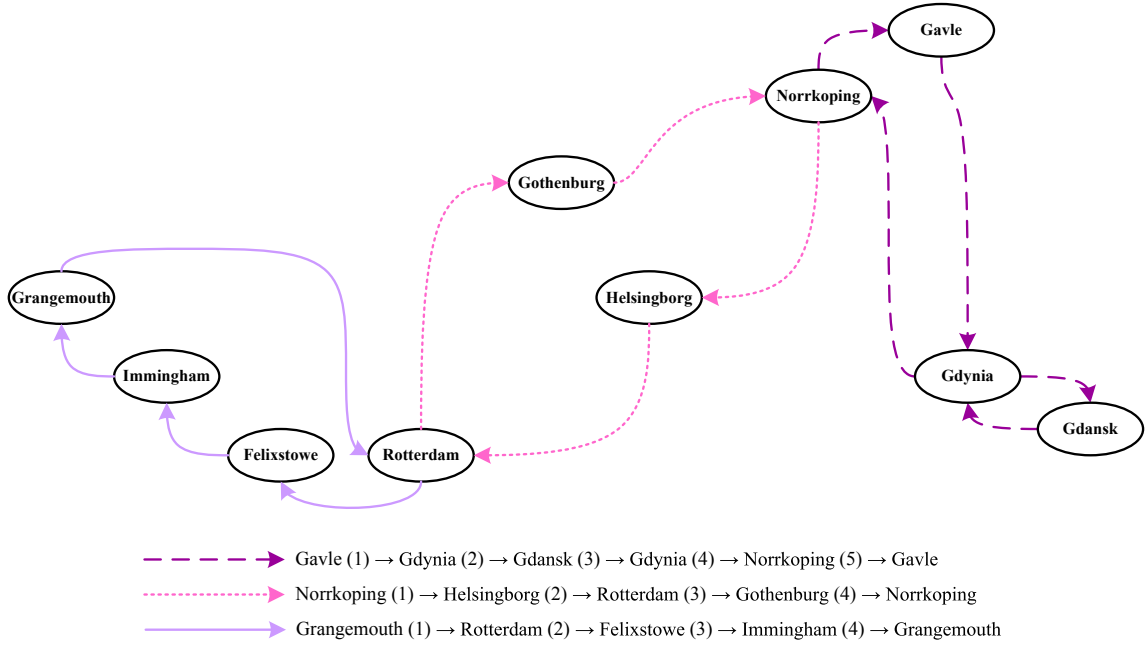 Gavle
Norrkoping
Gothenburg
Grangemouth
Helsingborg
Immingham
Gdynia
Gdansk
Felixstowe
Rotterdam
Gavle (1) → Gdynia (2) → Gdansk (3) → Gdynia (4) → Norrkoping (5) → Gavle
Norrkoping (1) → Helsingborg (2) → Rotterdam (3) → Gothenburg (4) → Norrkoping
Grangemouth (1) → Rotterdam (2) → Felixstowe (3) → Immingham (4) → Grangemouth